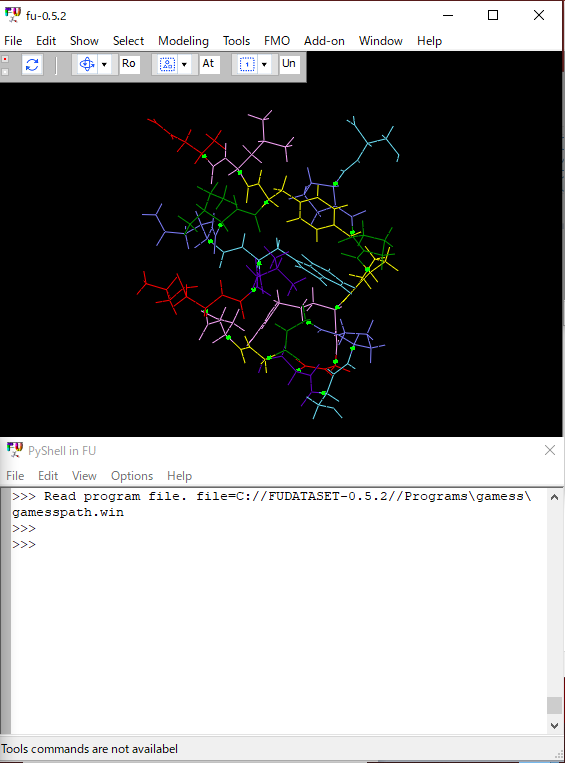 fu-0.5.2
File Edit Show Select Modeling Tools FMO Add-on Window Help
Ro At 1 Un
PyShell in FU
File Edit View Options Help
>>> Read program file. file=C://FUDATASET-0.5.2//Programs\gamess\
gamesspath.win
>>>
>>>
Tools commands are not availabel